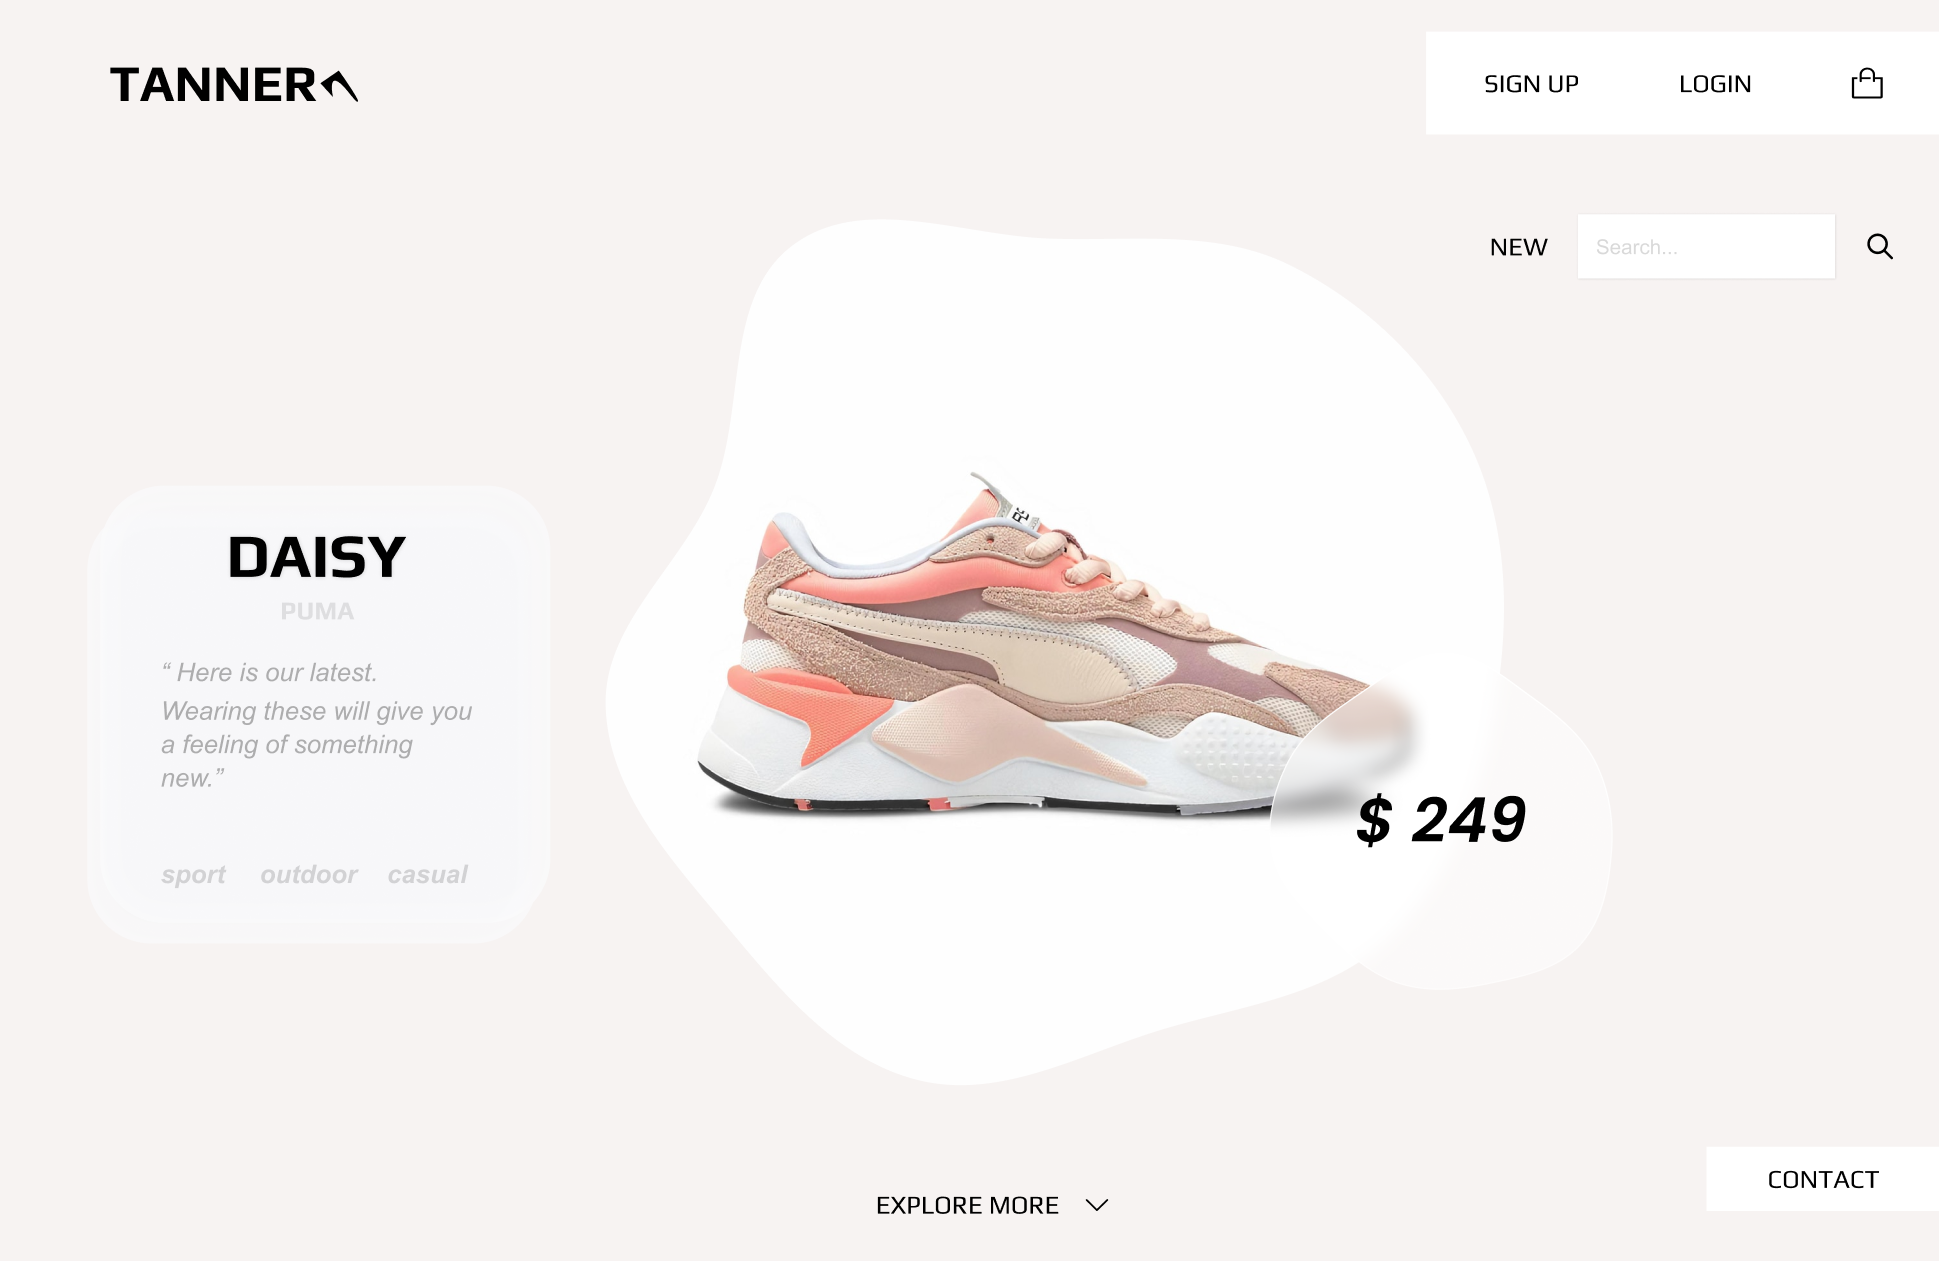 TANNER
SIGN UP
LOGIN
NEW
Search...
RS
DAISY
PUMA
“ Here is our latest.
Wearing these will give you
a feeling of something
new.”
sport outdoor casual
$ 249
EXPLORE MORE
CONTACT